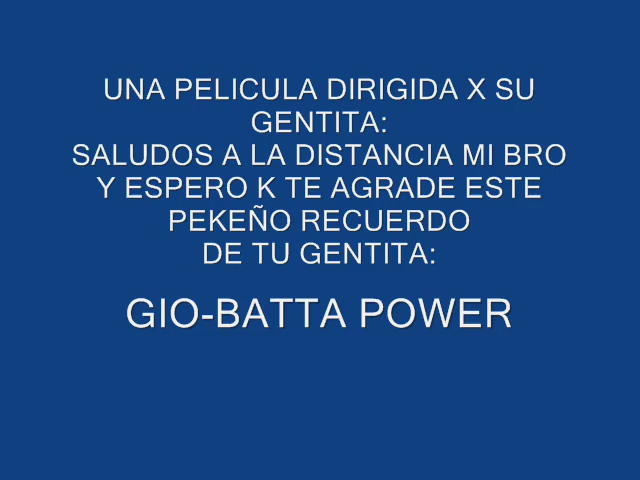 UNA PELICULA DIRIGIDA X SU
GENTITA:
SALUDOS A LA DISTANCIA MI BRO
Y ESPERO K TE AGRADE ESTE
PEKEÑO RECUERDO
DE TU GENTITA:
GIO-BATTA POWER